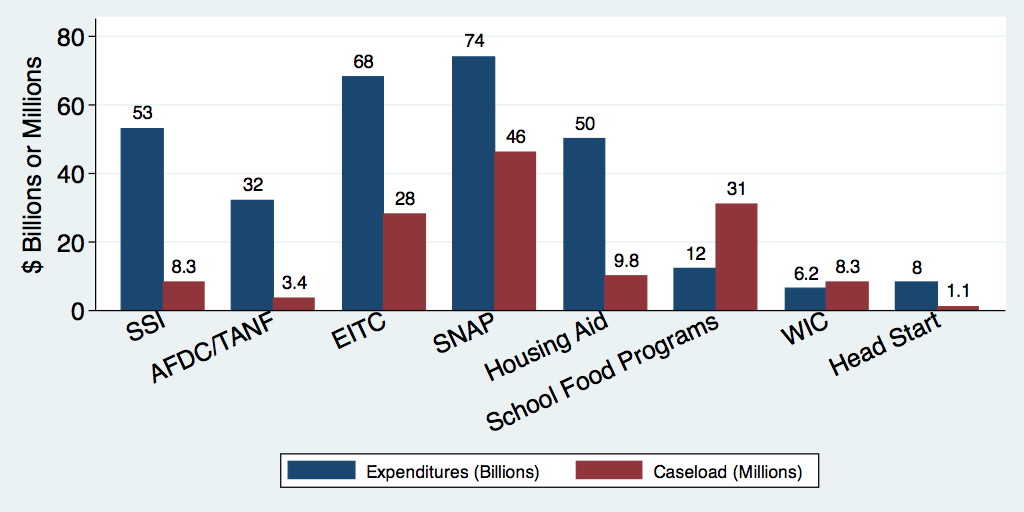 $ Billions or Millions
80
60
40
20
0
53
8.3
32
3.4
68
28
74
46
50
9.8
12
31
6.2
8.3
8
1.1
SSI
AFDC/TANF
EITC
SNAP
Housing Aid
School Food Programs
WIC
Head Start
Expenditures (Billions)
Caseload (Millions)